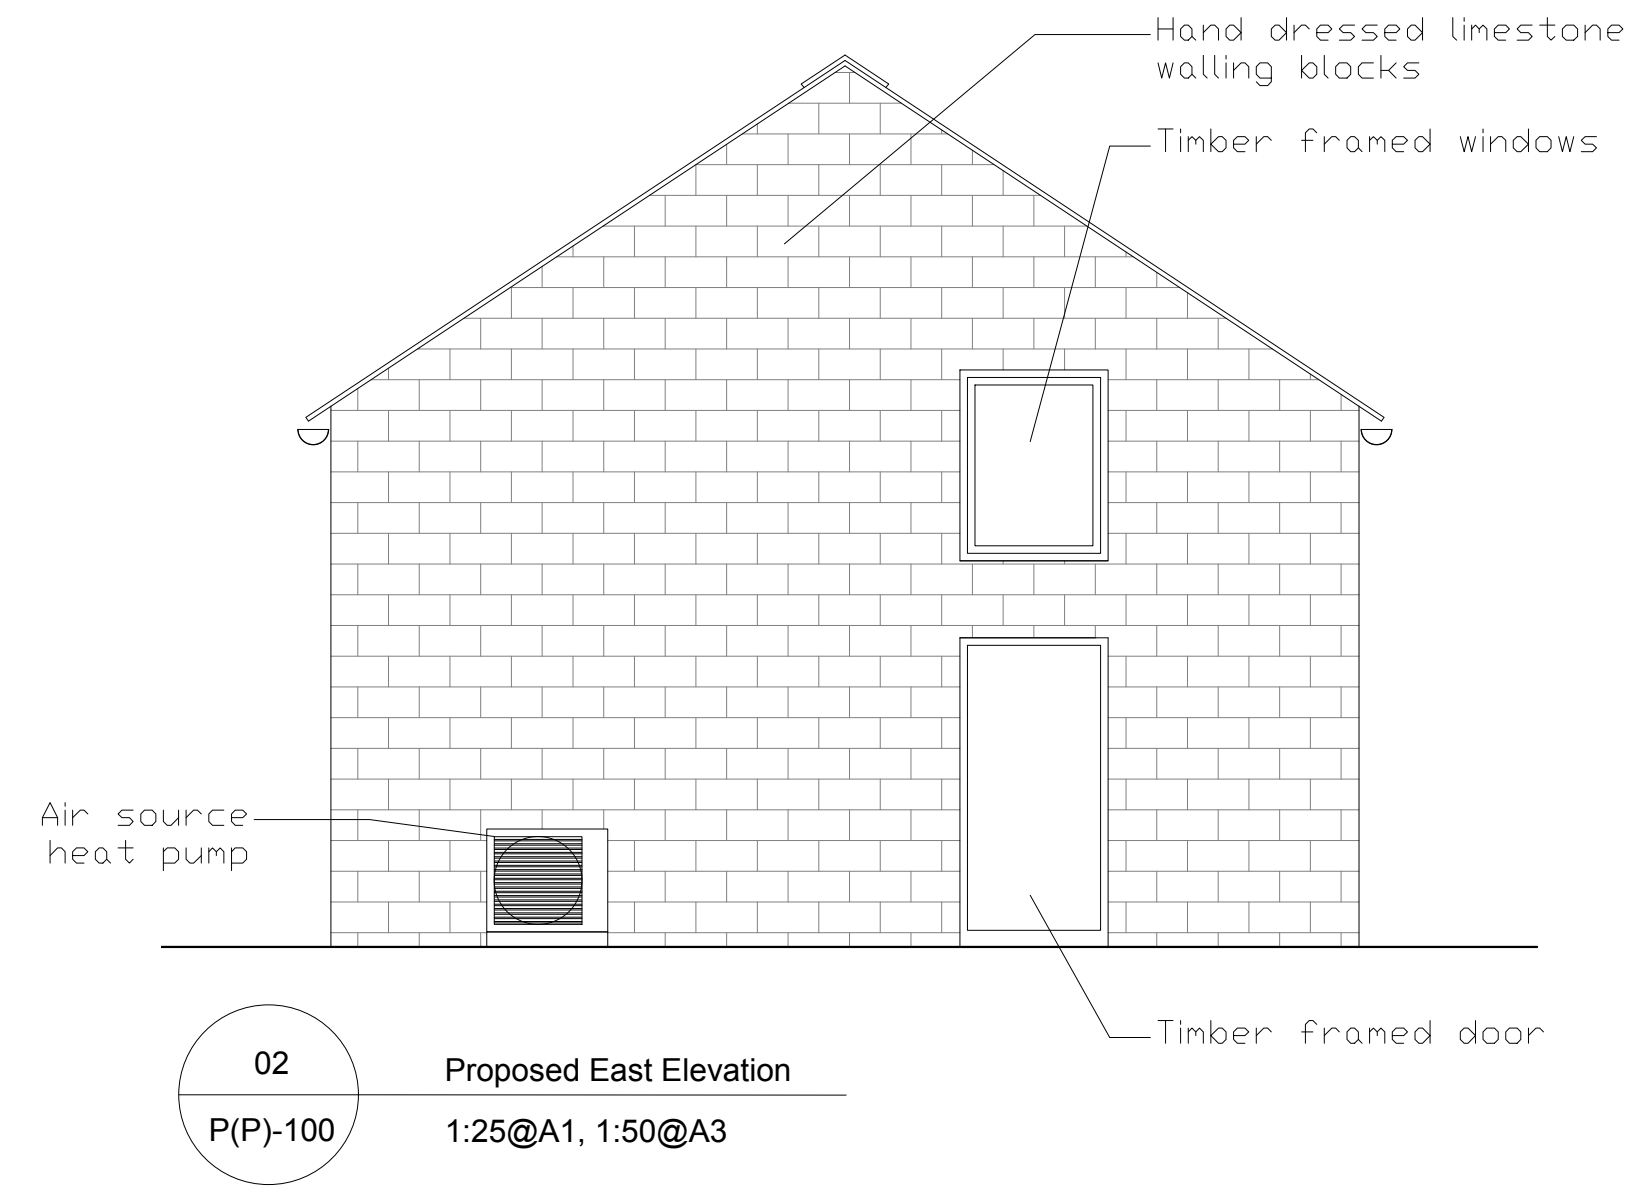 Hand dressed limestone
walling blocks
Timber framed windows
Air source
heat pump
Timber framed door
02
P(P)-100
Proposed East Elevation
1:25@A1, 1:50@A3